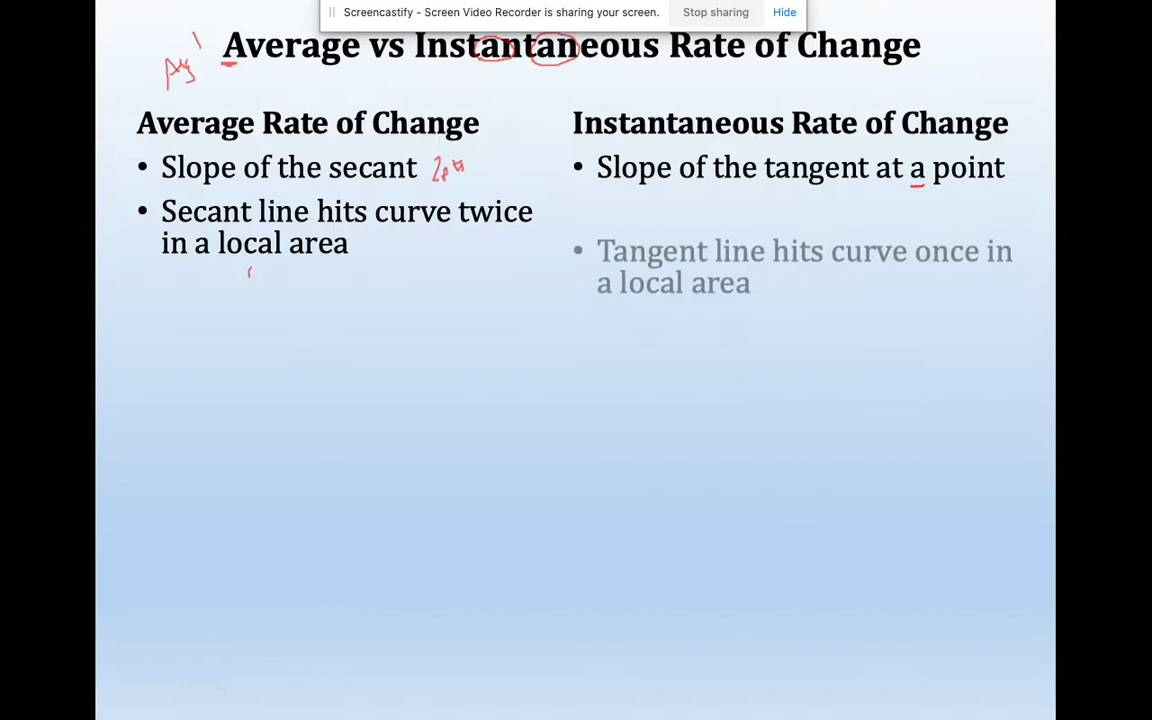 Screencastify - Screen Video Recorder is sharing your screen. Stop sharing Hide
Average vs Instantaneous Rate of Change
Average Rate of Change
• Slope of the secant
• Secant line hits curve twice
in a local area
Instantaneous Rate of Change
• Slope of the tangent at a point
• Tangent line hits curve once in
a local area